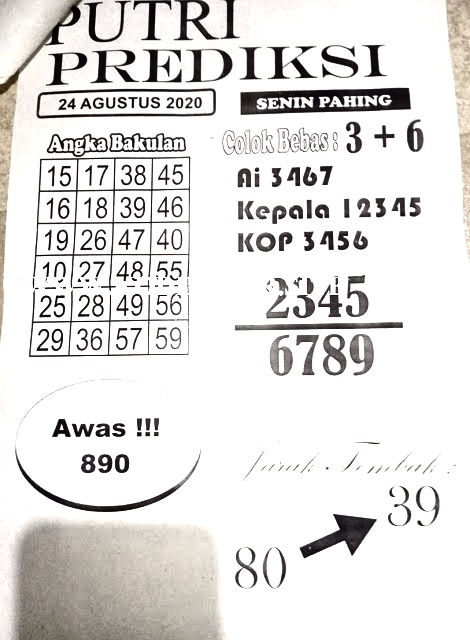 PUTRI
PREDIKSI
24 AGUSTUS 2020
SENIN PAHING
Angka Bakulan
15 17 38 45
16 18 39 46
19 26 47 40
10 27 48 55
25 28 49 56
29 36 57 59
Colok Bebas : 3 + 6
Ai 3467
Kepala 12345
KOP 3456
2345
6789
Awas !!!
890
Jarak Tembak :
80
39